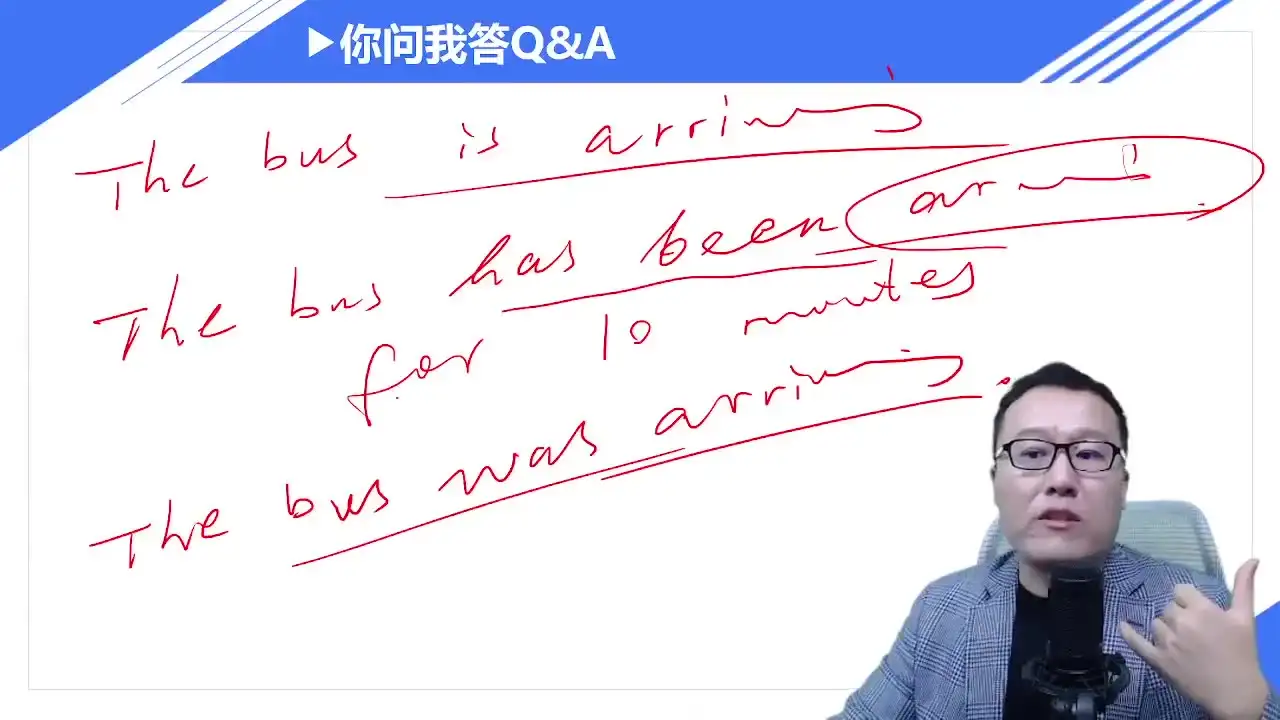 你问我答Q&A
The bus is arriving
The bus has been
for 10 minutes
The bus was arriving.